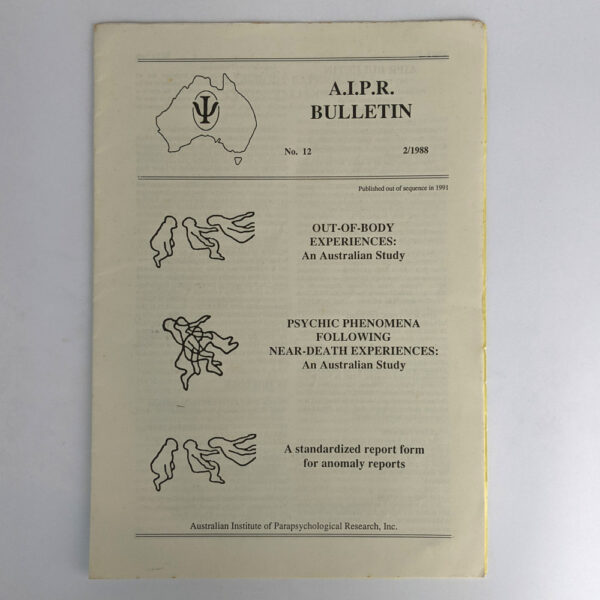 Ψ
A.I.P.R.
BULLETIN
No. 12 2/1988
Published out of sequence in 1991
OUT-OF-BODY
EXPERIENCES:
An Australian Study
PSYCHIC PHENOMENA
FOLLOWING
NEAR-DEATH EXPERIENCES:
An Australian Study
A standardized report form
for anomaly reports
Australian Institute of Parapsychological Research, Inc.